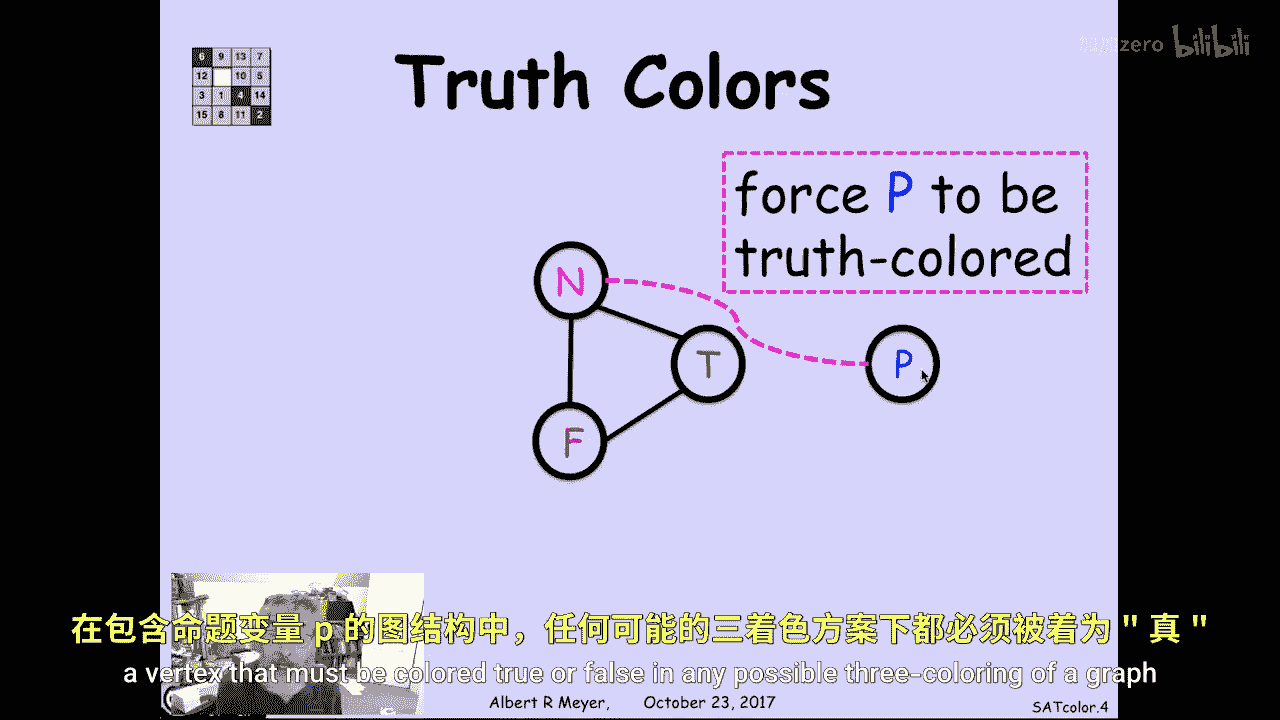 zero bilibili
6 9 13 7
12 10 5
3 1 4 14
15 8 11 2
Truth Colors
force P to be
truth-colored
N
T
P
F
在包含命题变量 p 的图结构中，任何可能的三着色方案下都必须被着为 " 真 "
a vertex that must be colored true or false in any possible three-coloring of a graph
Albert R Meyer, October 23, 2017
SATcolor.4